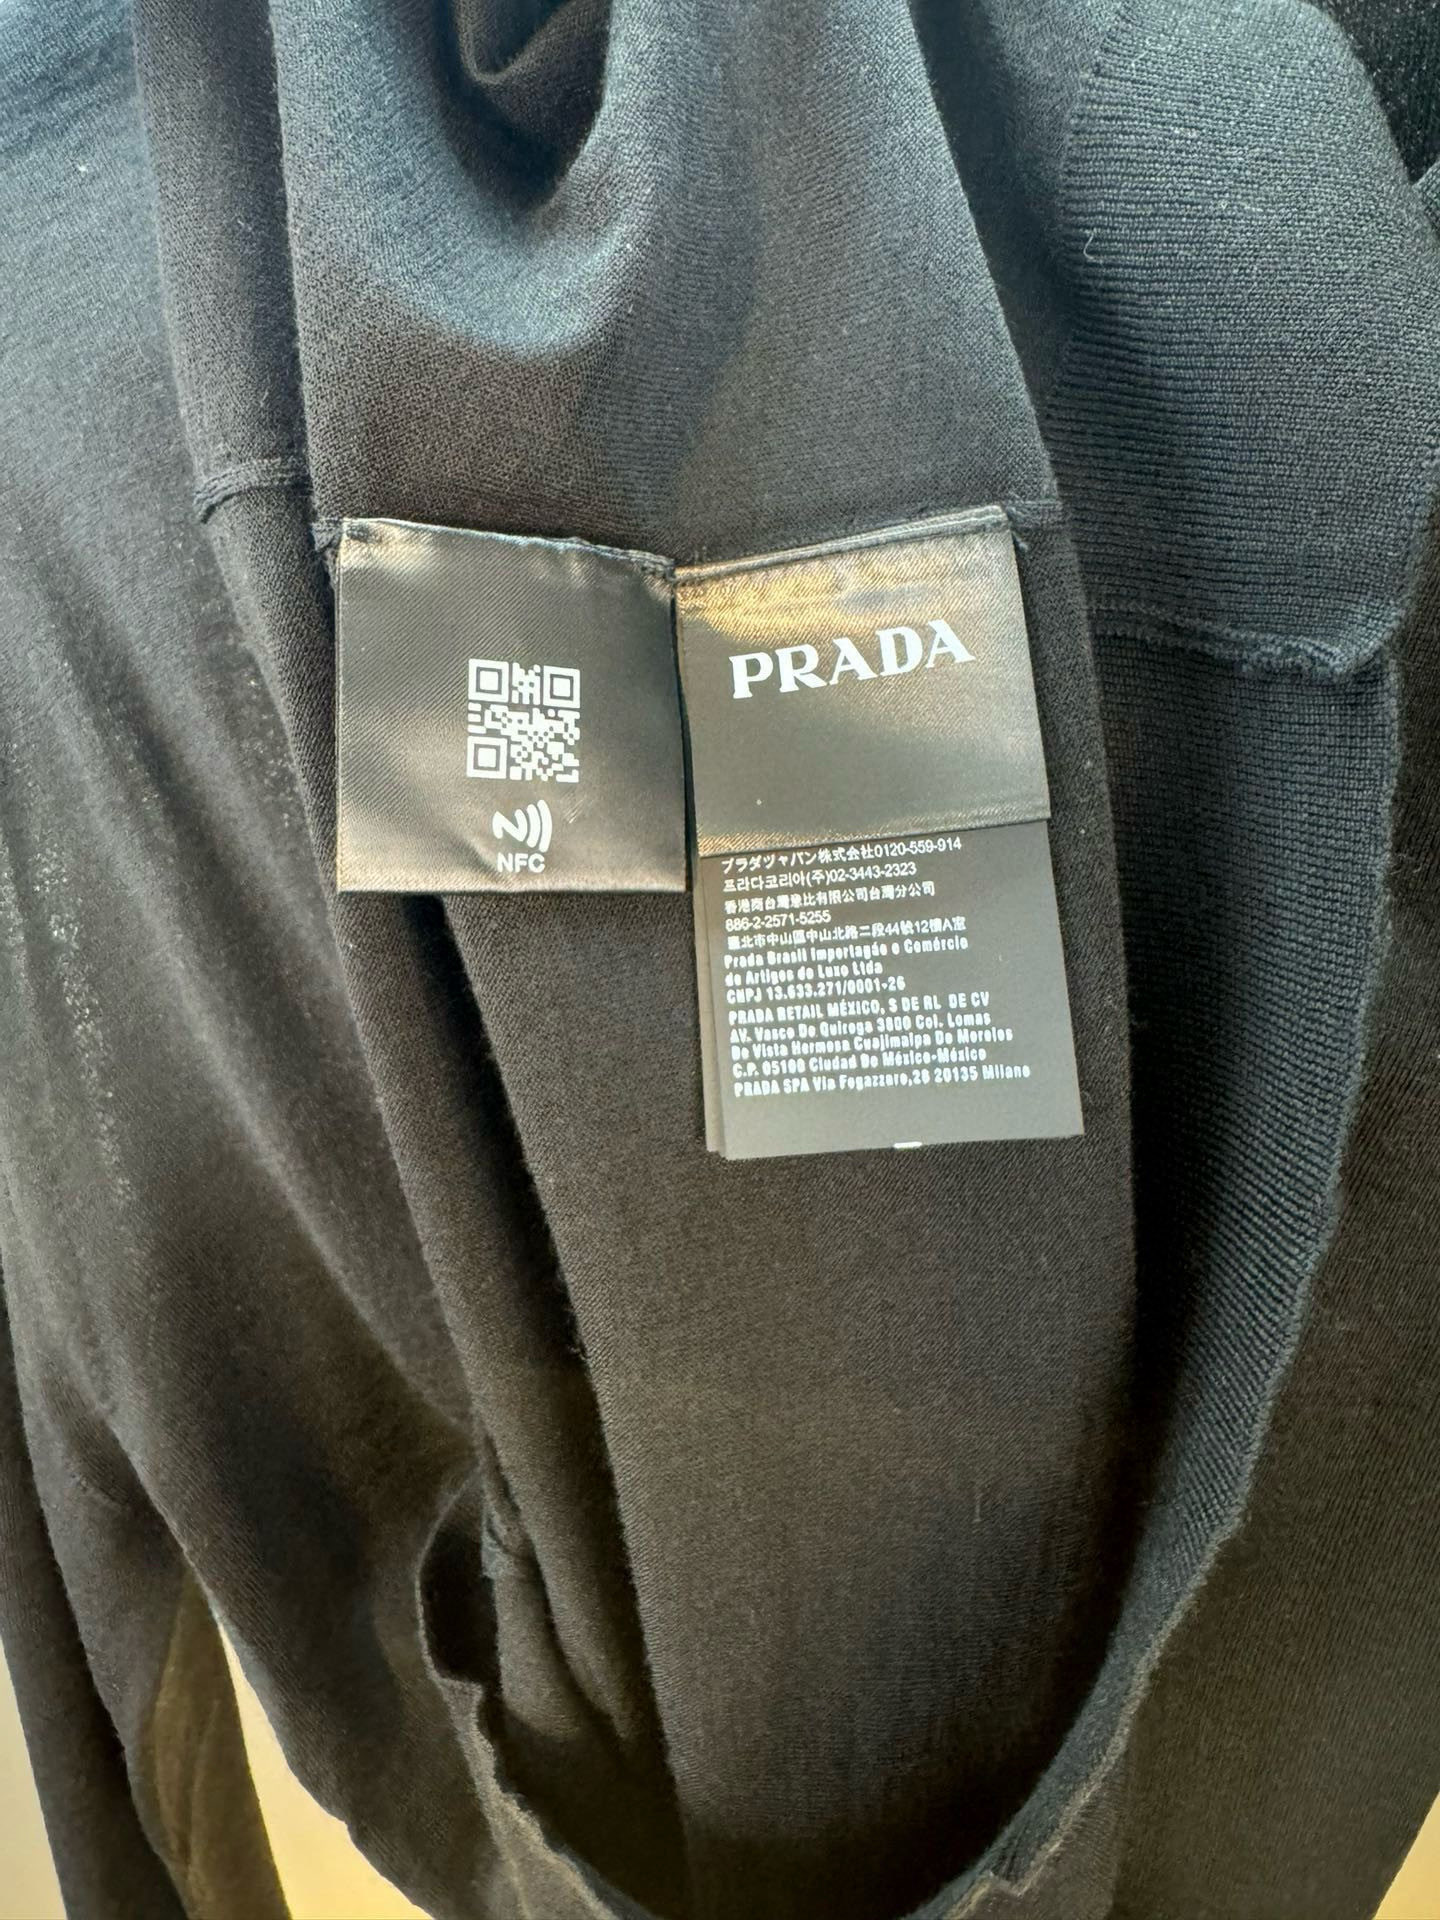 NFC
PRADA
プラダジャパン株式会社0120-559-914
프라다코리아(주)02-3443-2323
香港商台灣普比有限公司台灣分公司
886-2-2571-5255
臺北市中山區中山北路二段44號12樓A室
Prada Brasil Importação e Comércio
de Artigos de Luxo Ltda
CNPJ 13.633.271/0001-26
PRADA RETAIL MÉXICO, S DE RL DE CV
AV. Vasco De Quiroga 3800 Col. Lomas
De Vista Hermosa Cuajimalpa De Morelos
C.P. 05100 Ciudad De México-México
PRADA SPA Via Fogazzaro,28 20135 Milano